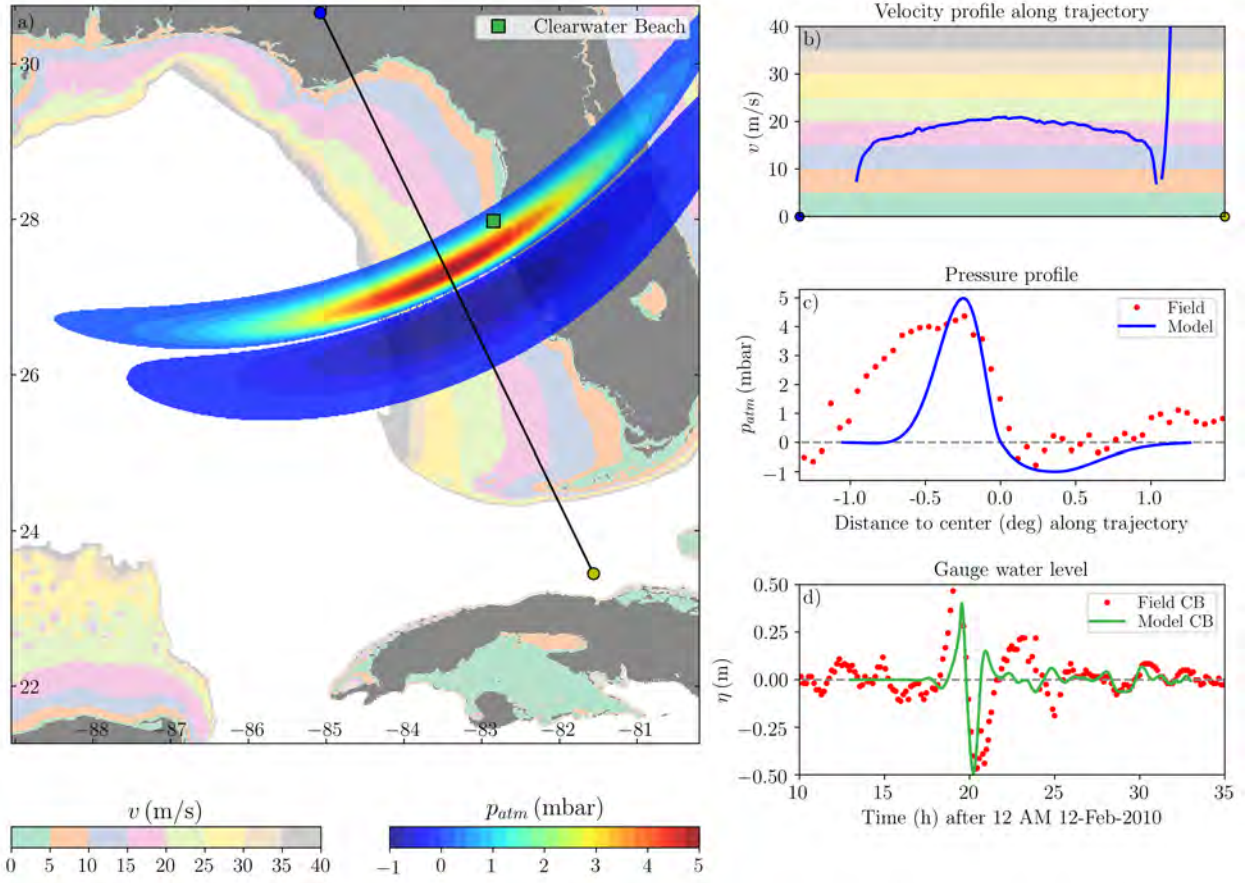 a)
Clearwater Beach
30
28
26
24
22
−88
−87
−86
−85
−84
−83
−82
−81
v (m/s)
0 5 10 15 20 25 30 35 40
p_atm (mbar)
−1 0 1 2 3 4 5
Velocity profile along trajectory
b)
v (m/s)
40
30
20
10
0
Pressure profile
c)
Field
Model
p_atm (mbar)
5
4
3
2
1
0
−1
-1.0 -0.5 0.0 0.5 1.0
Distance to center (deg) along trajectory
Gauge water level
d)
Field CB
Model CB
η (m)
0.50
0.25
0.00
−0.25
−0.50
10 15 20 25 30 35
Time (h) after 12 AM 12-Feb-2010